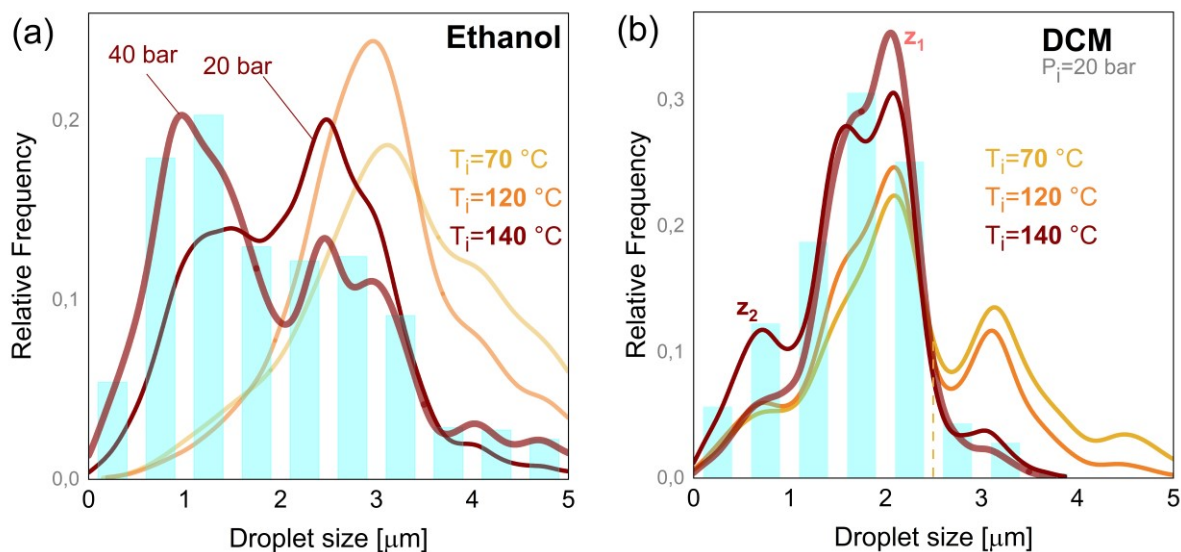 (a)
Ethanol
40 bar
20 bar
Tᵢ=70 °C
Tᵢ=120 °C
Tᵢ=140 °C
Relative Frequency
0,2
0,1
0,0
0 1 2 3 4 5
Droplet size [μm]
(b)
DCM
Pᵢ=20 bar
z₁
z₂
Tᵢ=70 °C
Tᵢ=120 °C
Tᵢ=140 °C
Relative Frequency
0,3
0,2
0,1
0,0
0 1 2 3 4 5
Droplet size [μm]